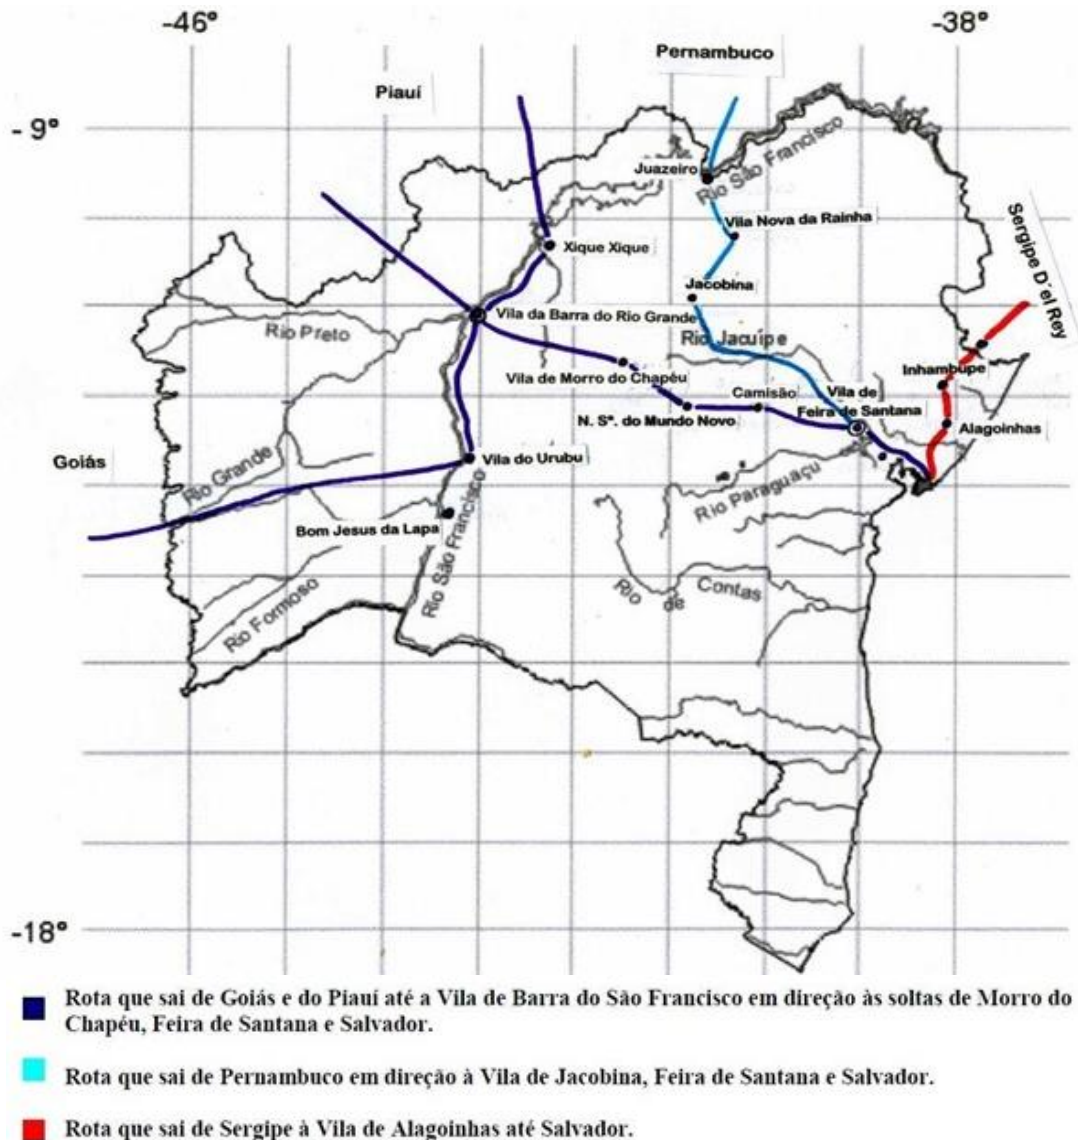 -46°
-38°
Pernambuco
Piauí
- 9°
Juazeiro
Rio São Francisco
Vila Nova da Rainha
Sergipe D´el Rey
Xique Xique
Jacobina
Vila da Barra do Rio Grande
Rio Preto
Rio Jacuípe
Inhambupe
Vila de Morro do Chapéu
Camisão
Vila de
Feira de Santana
N. Sª. do Mundo Novo
Alagoinhas
Goiás
Vila do Urubu
Rio Grande
Rio Paraguaçu
Bom Jesus da Lapa
Rio São Francisco
Rio de Contas
Rio Formoso
-18°
Rota que sai de Goiás e do Piauí até a Vila de Barra do São Francisco em direção às soltas de Morro do
Chapéu, Feira de Santana e Salvador.
Rota que sai de Pernambuco em direção à Vila de Jacobina, Feira de Santana e Salvador.
Rota que sai de Sergipe à Vila de Alagoinhas até Salvador.